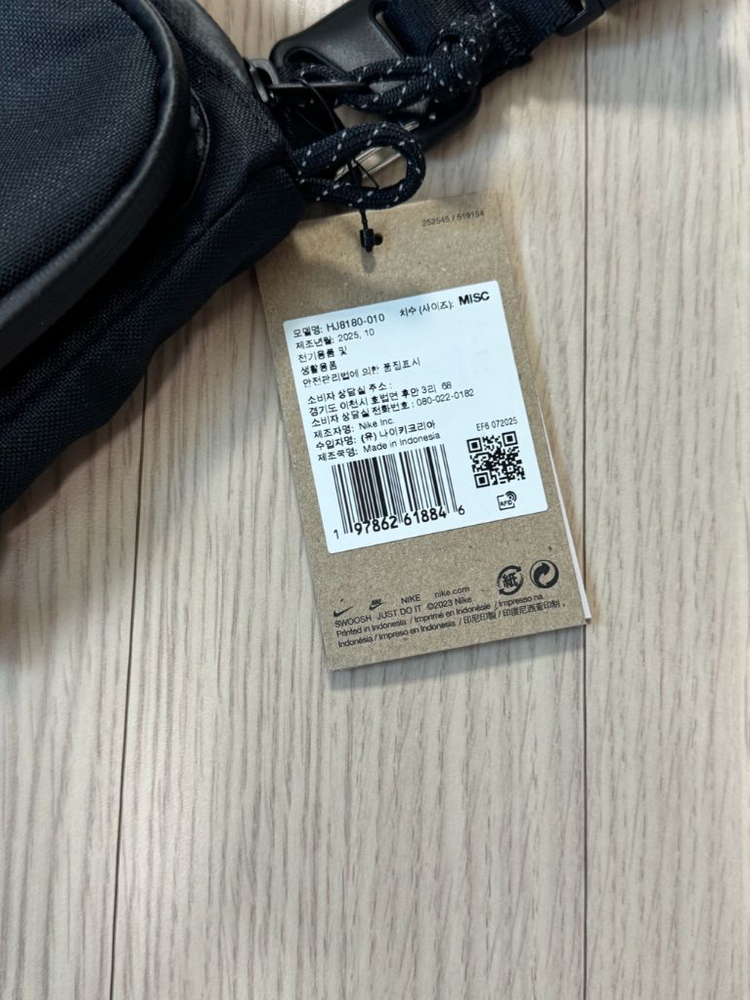 252545 / 519154
모델명: HJ8180-010 치수 (사이즈): MISC
제조년월: 2025, 10
전기용품 및
생활용품
안전관리법에 의한 품질표시
소비자 상담실 주소 :
경기도 이천시 호법면 후안 3리 68
소비자 상담실 전화번호 : 080-022-0182
제조자명: Nike Inc.
수입자명: (유) 나이키코리아
제조국명: Made in Indonesia
EF6 072025
1 97862 61884 6
RFID
紙
NIKE nike.com
SWOOSH JUST DO IT ©2023 Nike
Printed in Indonesia / Imprimé en Indonésie / Impresso na
Indonésia / Impreso en Indonesia / 印尼印製 / 印度尼西亚印制 .